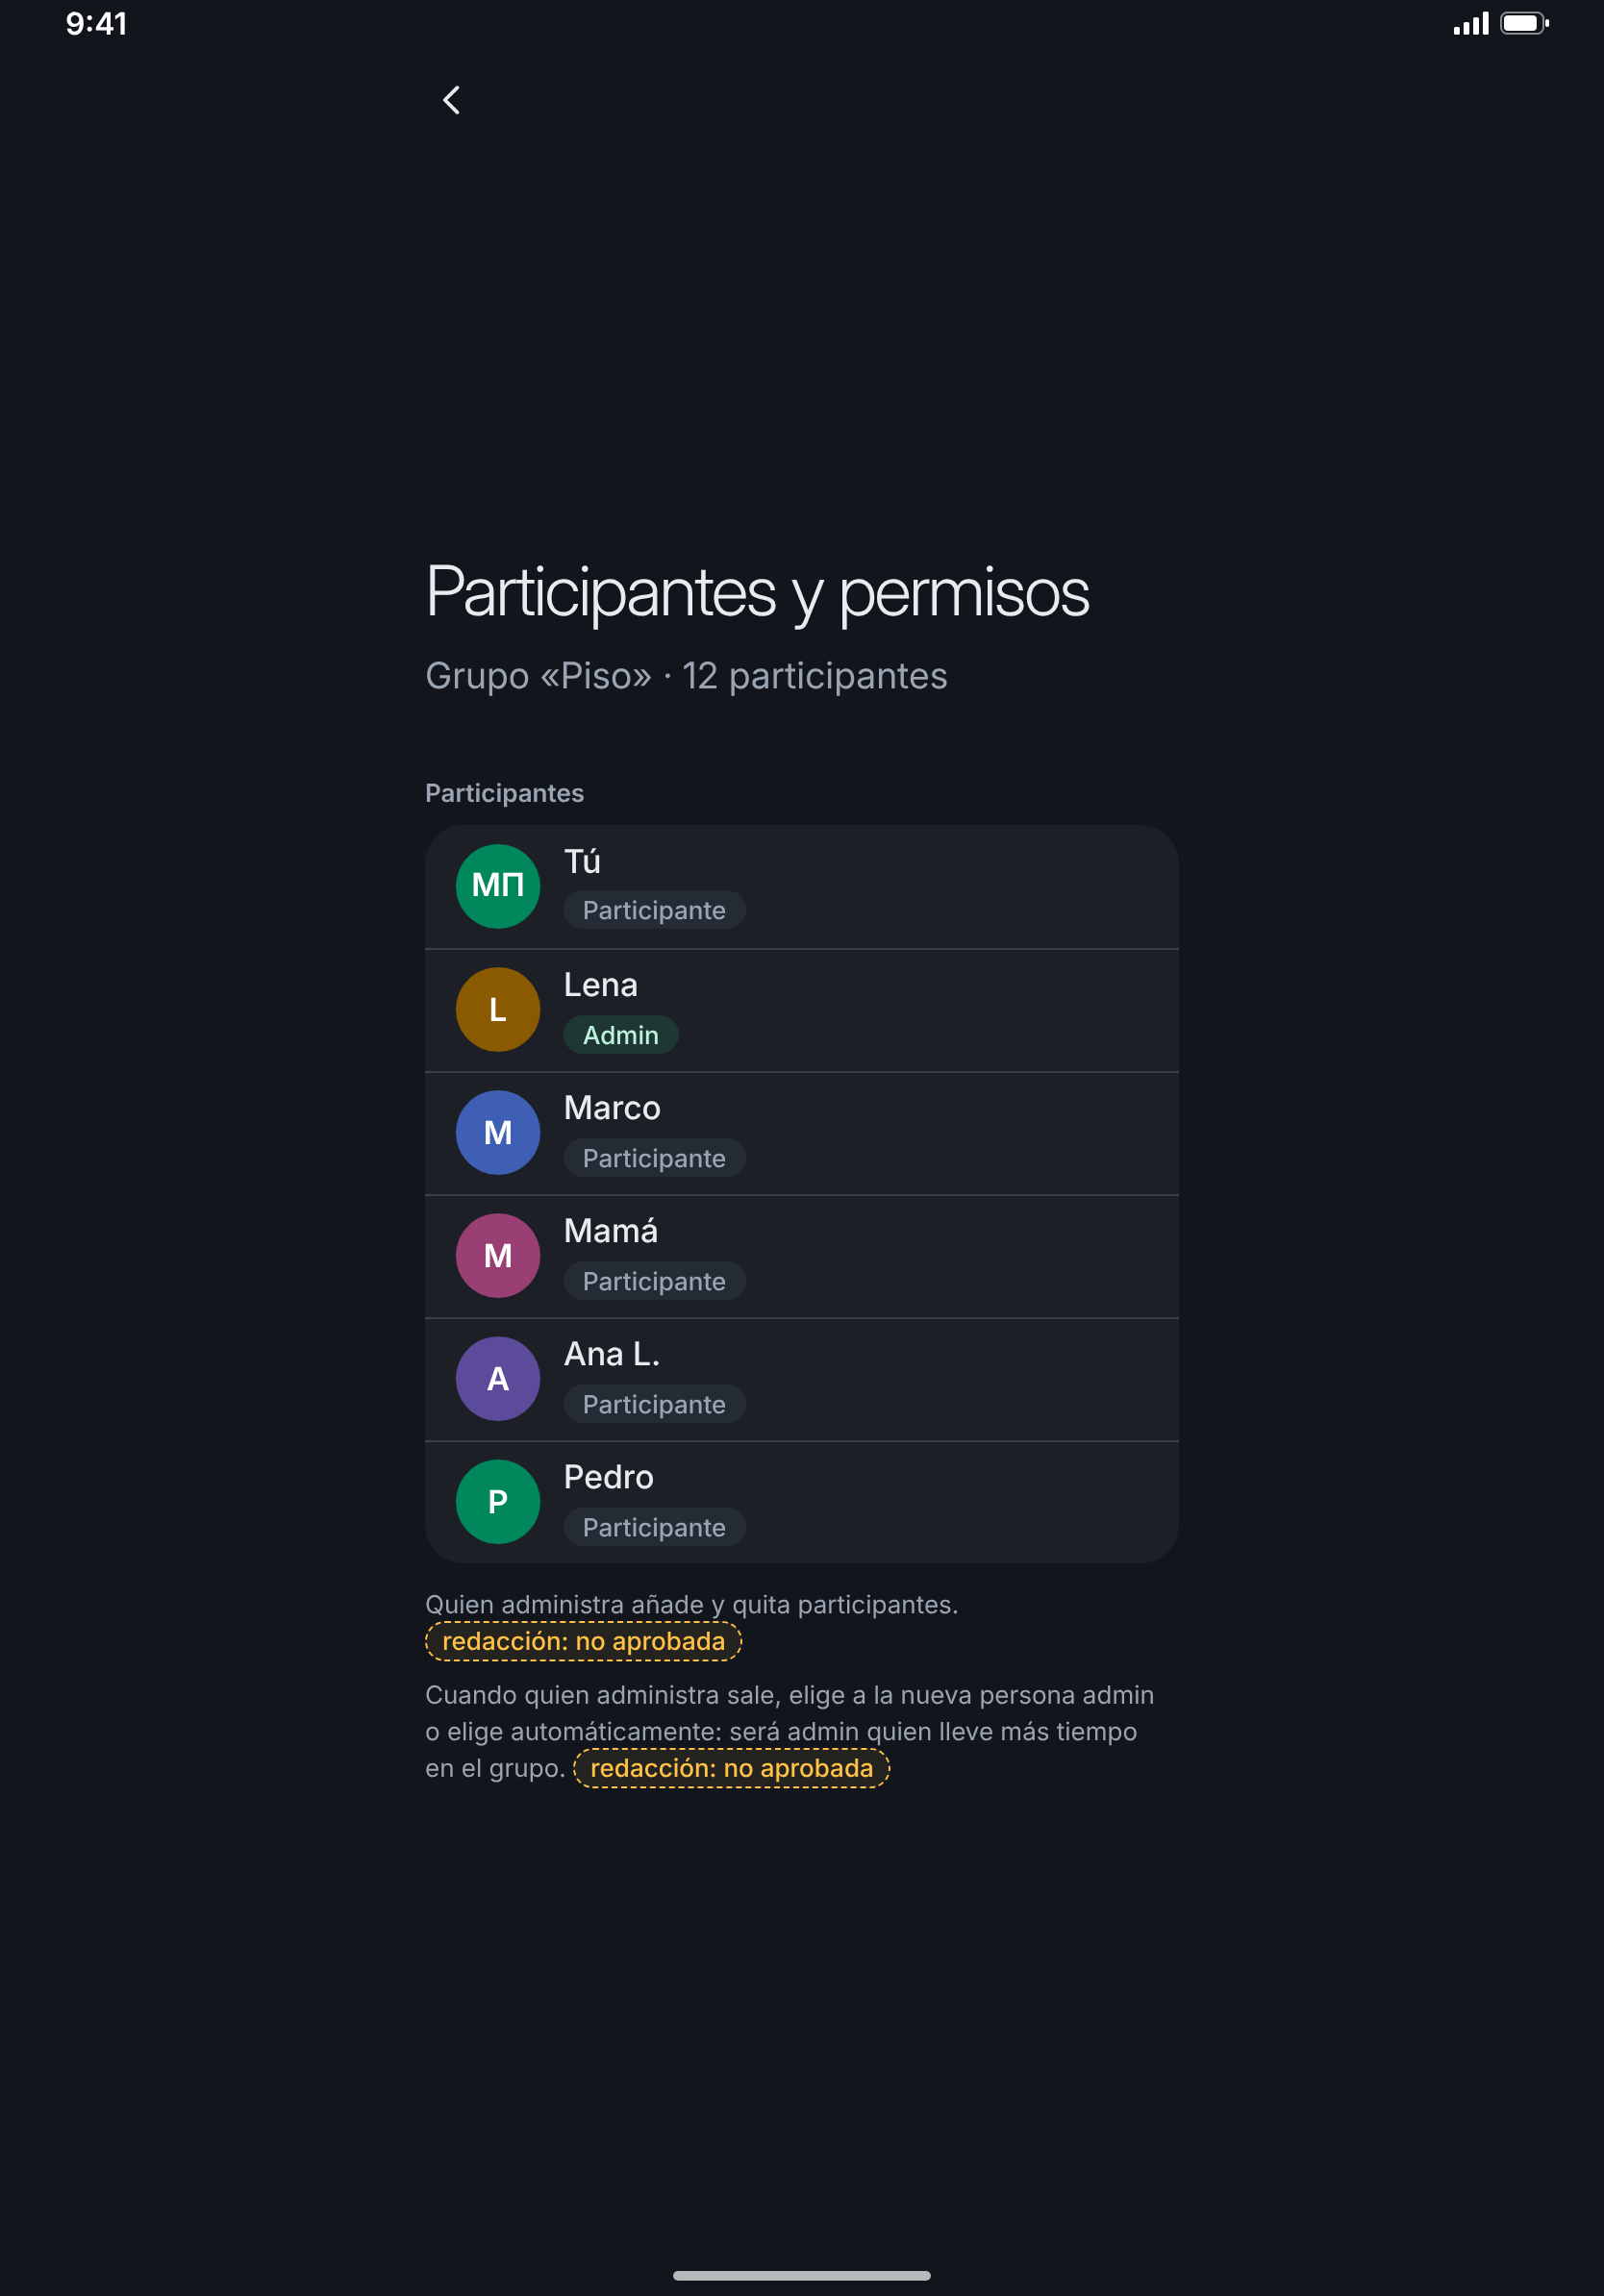 9:41
Participantes y permisos
Grupo «Piso» · 12 participantes
Participantes
МП
Tú
Participante
L
Lena
Admin
M
Marco
Participante
M
Mamá
Participante
A
Ana L.
Participante
P
Pedro
Participante
Quien administra añade y quita participantes.
redacción: no aprobada
Cuando quien administra sale, elige a la nueva persona admin
o elige automáticamente: será admin quien lleve más tiempo
en el grupo. redacción: no aprobada